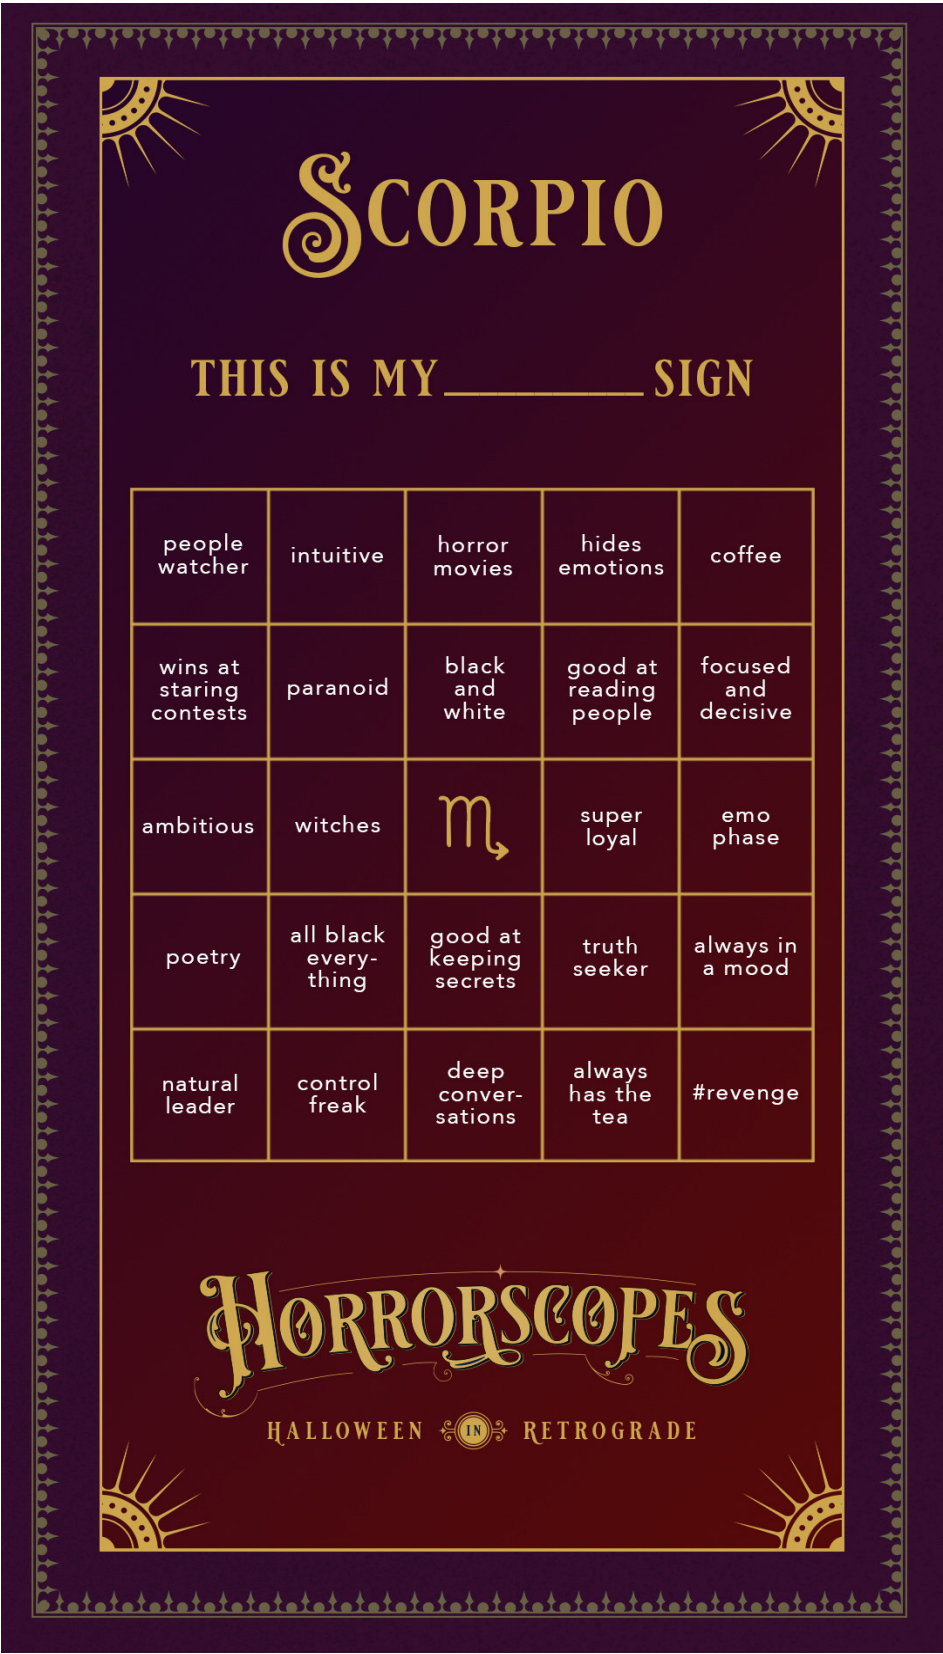 Scorpio
THIS IS MY__________ SIGN
people
watcher
intuitive
horror
movies
hides
emotions
coffee
wins at
staring
contests
paranoid
black
and
white
good at
reading
people
focused
and
decisive
ambitious
witches
super
loyal
emo
phase
poetry
all black
every-
thing
good at
keeping
secrets
truth
seeker
always in
a mood
natural
leader
control
freak
deep
conver-
sations
always
has the
tea
#revenge
HORRORSCOPES
HALLOWEEN IN RETROGRADE